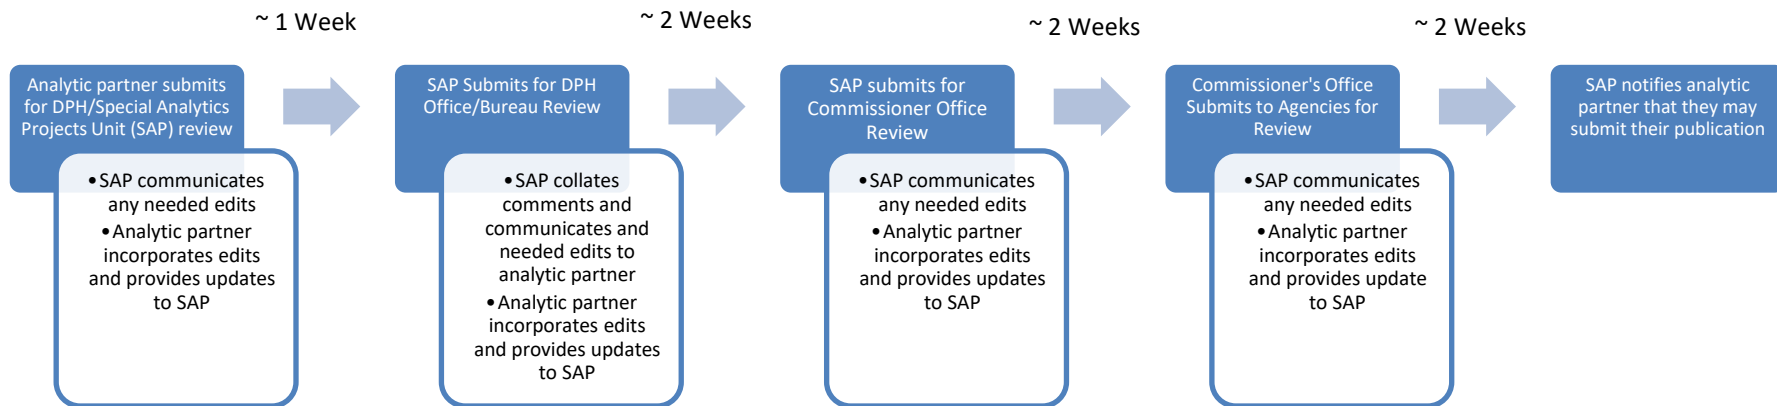 ~ 1 Week
~ 2 Weeks
~ 2 Weeks
~ 2 Weeks
Analytic partner submits
for DPH/Special Analytics
Projects Unit (SAP) review
•SAP communicates
any needed edits
•Analytic partner
incorporates edits
and provides updates
to SAP
SAP Submits for DPH
Office/Bureau Review
•SAP collates
comments and
communicates and
needed edits to
analytic partner
•Analytic partner
incorporates edits
and provides updates
to SAP
SAP submits for
Commissioner Office
Review
•SAP communicates
any needed edits
•Analytic partner
incorporates edits
and provides updates
to SAP
Commissioner's Office
Submits to Agencies for
Review
•SAP communicates
any needed edits
•Analytic partner
incorporates edits
and provides update
to SAP
SAP notifies analytic
partner that they may
submit their publication